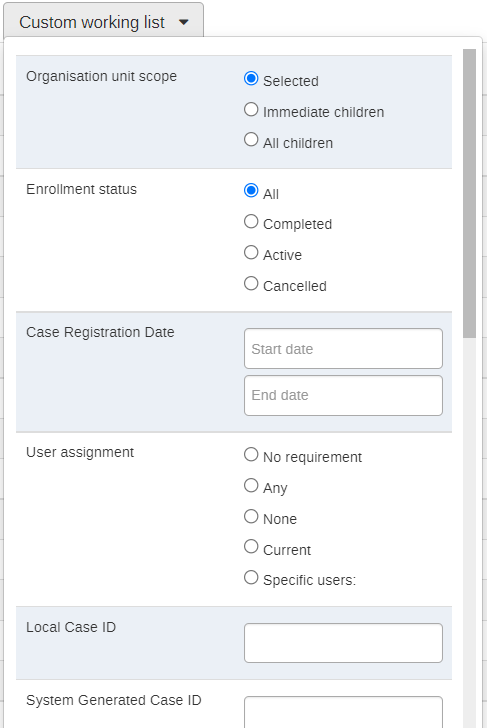 Custom working list
Organisation unit scope
Selected
Immediate children
All children
Enrollment status
All
Completed
Active
Cancelled
Case Registration Date
Start date
End date
User assignment
No requirement
Any
None
Current
Specific users:
Local Case ID
System Generated Case ID